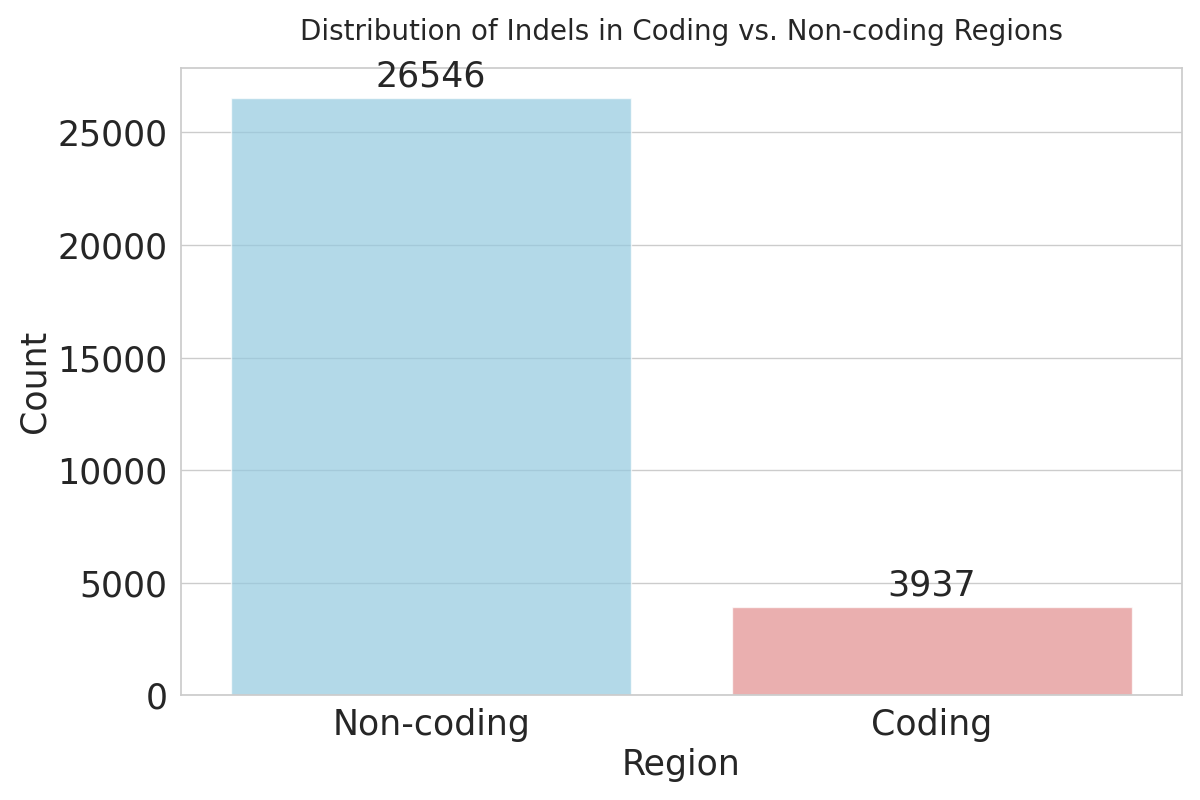 Distribution of Indels in Coding vs. Non-coding Regions
26546
25000
20000
15000
10000
5000
0
Count
3937
Non-coding
Coding
Region